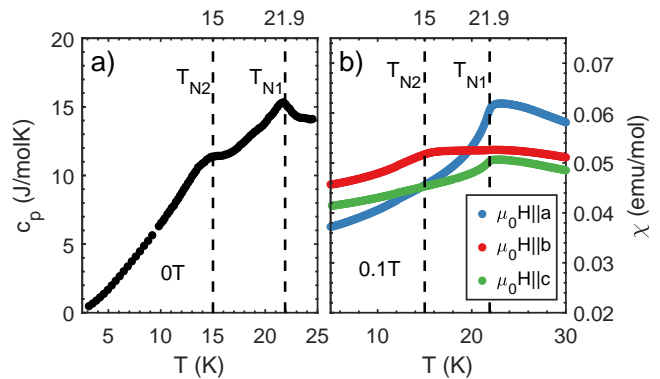 15 21.9 15 21.9
a) T_N2 T_N1 b) T_N2 T_N1
20
15
10
5
0
c_p (J/molK)
0T
5 10 15 20 25
T (K)
0.1T
μ₀H||a
μ₀H||b
μ₀H||c
10 20 30
T (K)
0.07
0.06
0.05
0.04
0.03
0.02
χ (emu/mol)